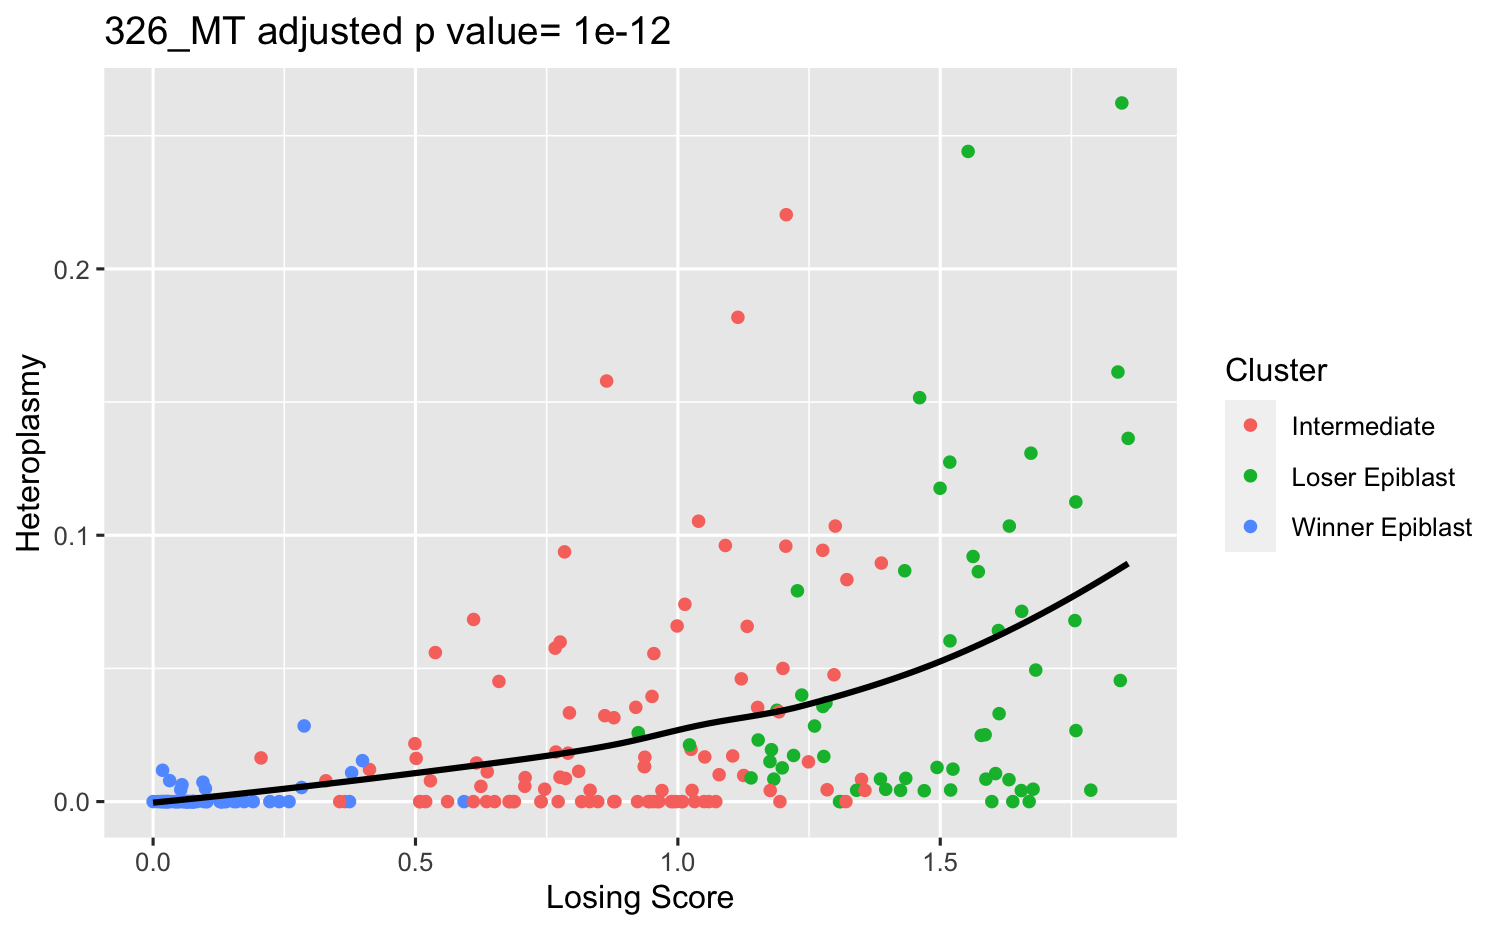 326_MT adjusted p value= 1e-12
Heteroplasmy
0.2
0.1
0.0
0.0
0.5
1.0
1.5
Losing Score
Cluster
Intermediate
Loser Epiblast
Winner Epiblast